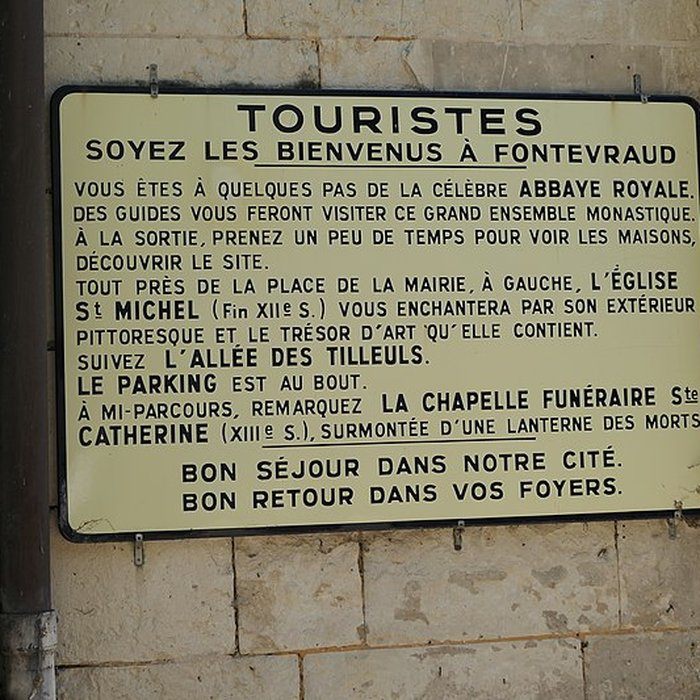 TOURISTES
SOYEZ LES BIENVENUS À FONTEVRAUD
VOUS ÊTES À QUELQUES PAS DE LA CÉLÈBRE ABBAYE ROYALE.
DES GUIDES VOUS FERONT VISITER CE GRAND ENSEMBLE MONASTIQUE.
À LA SORTIE, PRENEZ UN PEU DE TEMPS POUR VOIR LES MAISONS,
DÉCOUVRIR LE SITE.
TOUT PRÈS DE LA PLACE DE LA MAIRIE, À GAUCHE, L'ÉGLISE
St MICHEL (Fin XIIe S.) VOUS ENCHANTERA PAR SON EXTÉRIEUR
PITTORESQUE ET LE TRÉSOR D'ART QU'ELLE CONTIENT.
SUIVEZ L'ALLÉE DES TILLEULS.
LE PARKING EST AU BOUT.
À MI-PARCOURS, REMARQUEZ LA CHAPELLE FUNÉRAIRE Ste
CATHERINE (XIIIe S.), SURMONTÉE D'UNE LANTERNE DES MORTS
BON SÉJOUR DANS NOTRE CITÉ.
BON RETOUR DANS VOS FOYERS.